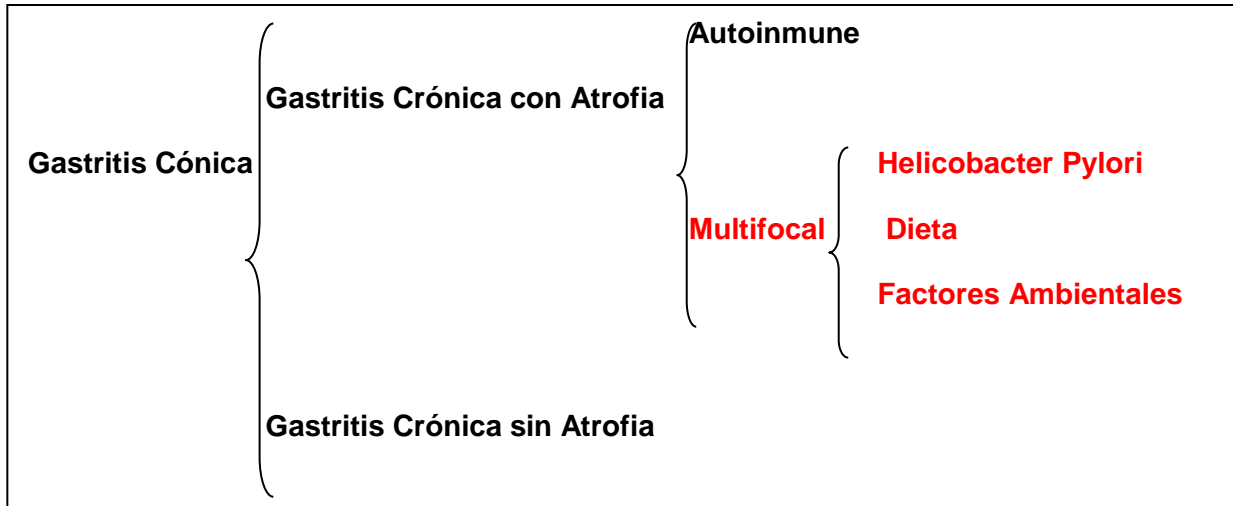 Autoinmune
Gastritis Crónica con Atrofia
Gastritis Cónica
Helicobacter Pylori
Multifocal
Dieta
Factores Ambientales
Gastritis Crónica sin Atrofia